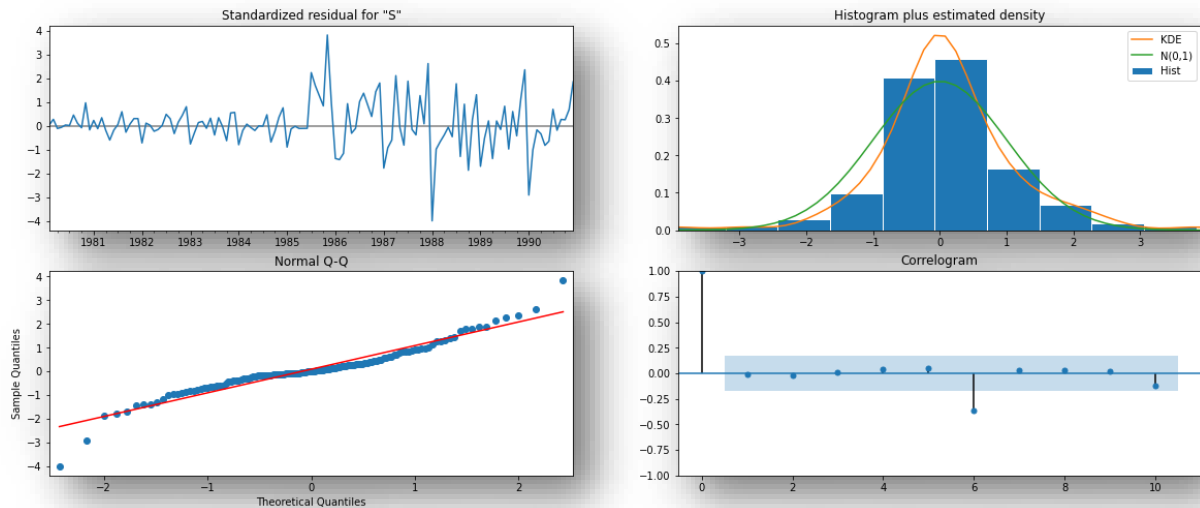 Standardized residual for "S"
4
3
2
1
0
−1
−2
−3
−4
1981 1982 1983 1984 1985 1986 1987 1988 1989 1990
Histogram plus estimated density
KDE
N(0,1)
Hist
0.5
0.4
0.3
0.2
0.1
0.0
−3 −2 −1 0 1 2 3
Normal Q-Q
Sample Quantiles
4
3
2
1
0
−1
−2
−3
−4
−2 −1 0 1 2
Theoretical Quantiles
Correlogram
1.00
0.75
0.50
0.25
0.00
−0.25
−0.50
−0.75
−1.00
0 2 4 6 8 10